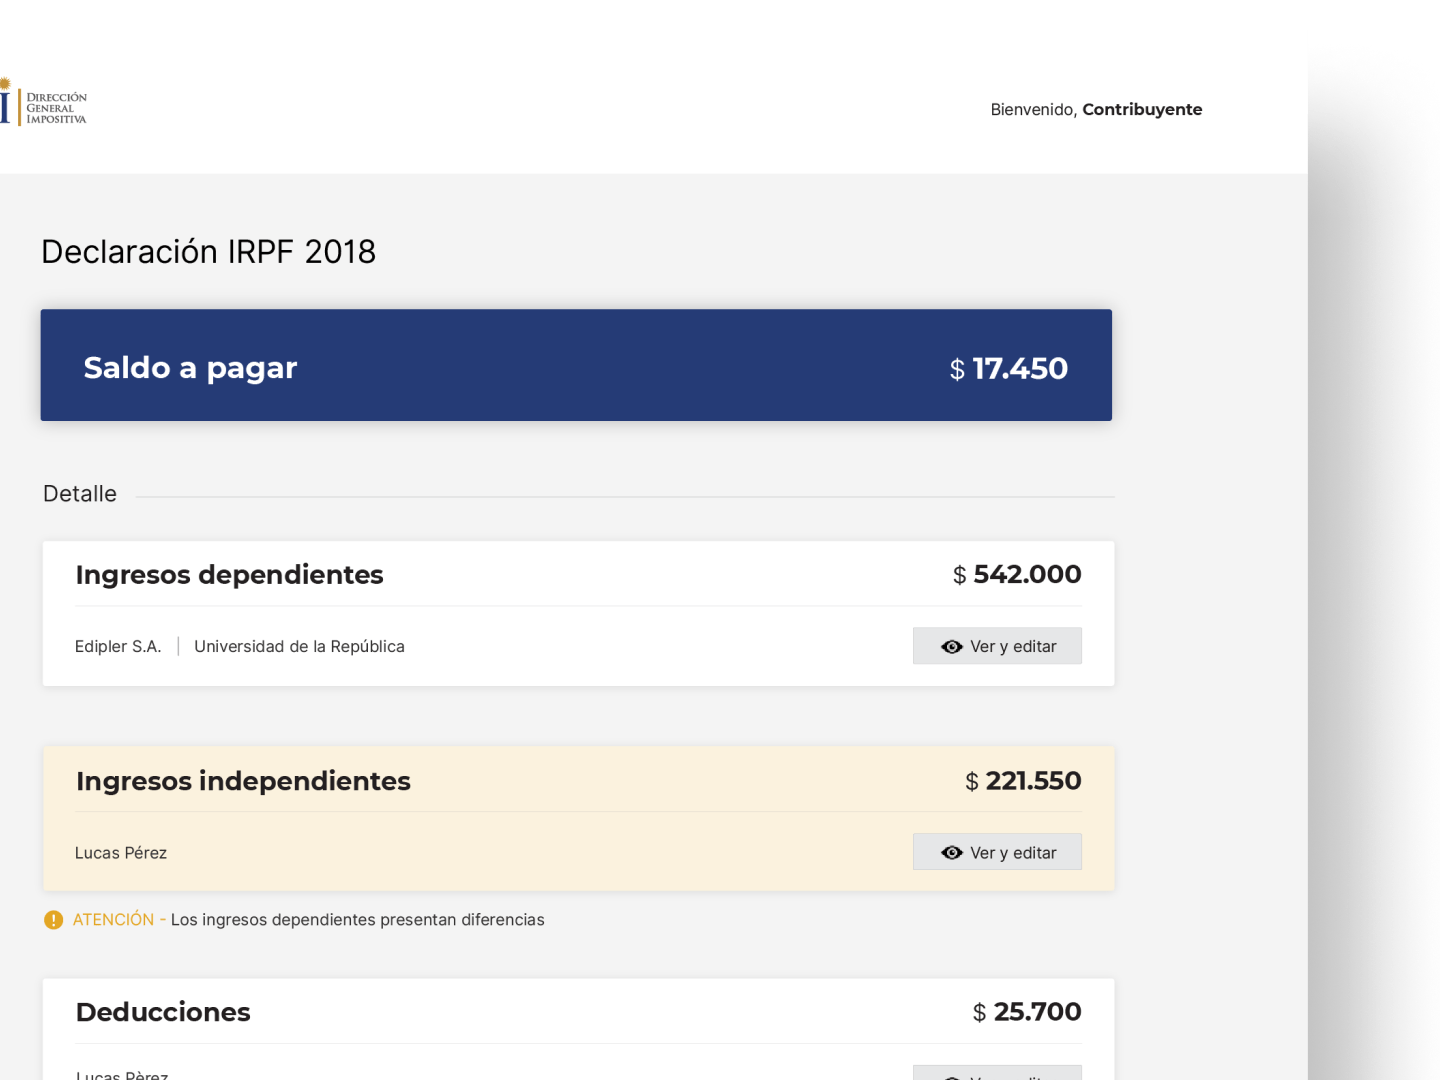 I
DIRECCIÓN
GENERAL
IMPOSITIVA
Bienvenido, Contribuyente
Declaración IRPF 2018
Saldo a pagar $ 17.450
Detalle
Ingresos dependientes $ 542.000
Edipler S.A. | Universidad de la República Ver y editar
Ingresos independientes $ 221.550
Lucas Pérez Ver y editar
ATENCIÓN - Los ingresos dependientes presentan diferencias
Deducciones $ 25.700
Lucas Pèrez Ver y editar